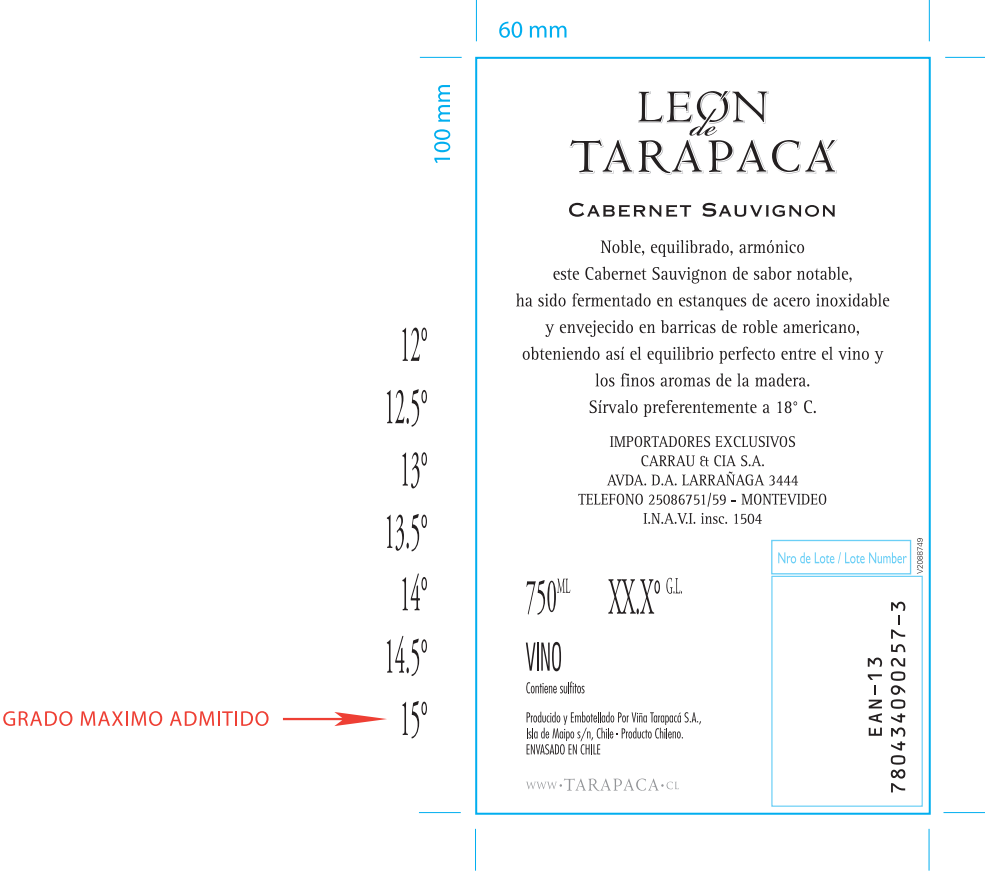 60 mm
100 mm
LEÓN
de
TARAPACÁ
CABERNET SAUVIGNON
Noble, equilibrado, armónico
este Cabernet Sauvignon de sabor notable,
ha sido fermentado en estanques de acero inoxidable
y envejecido en barricas de roble americano,
obteniendo así el equilibrio perfecto entre el vino y
los finos aromas de la madera.
Sírvalo preferentemente a 18° C.
IMPORTADORES EXCLUSIVOS
CARRAU & CIA S.A.
AVDA. D.A. LARRAÑAGA 3444
TELEFONO 25086751/59 - MONTEVIDEO
I.N.A.V.I. insc. 1504
12°
12.5°
13°
13.5°
14°
14.5°
GRADO MAXIMO ADMITIDO 15°
Nro de Lote / Lote Number
V2088749
750 ML XX.X° G.L.
VINO
Contiene sulfitos
Producido y Embotellado Por Viña Tarapacá S.A.,
Isla de Maipo s/n, Chile • Producto Chileno.
ENVASADO EN CHILE
WWW•TARAPACA•CL
EAN-13
780434090257-3